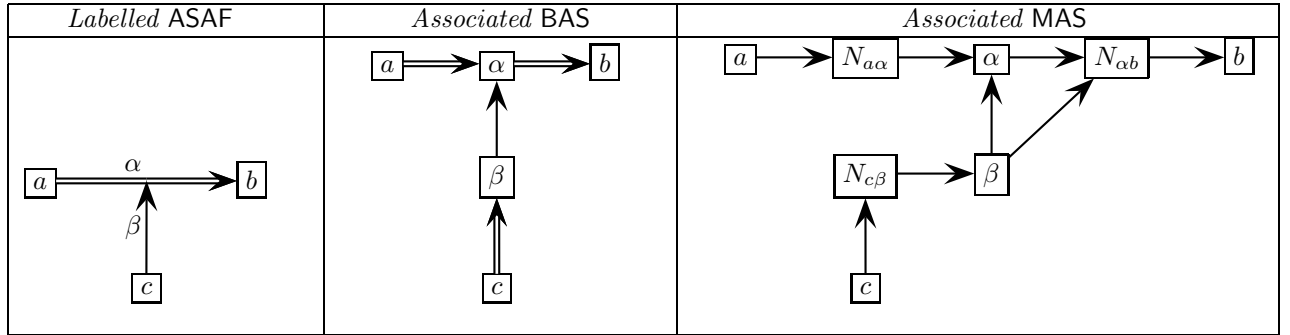 Labelled ASAF Associated BAS Associated MAS
a α b N_{aα} α N_{αb} b
a α b
a α b β N_{cβ} β
β
c c c